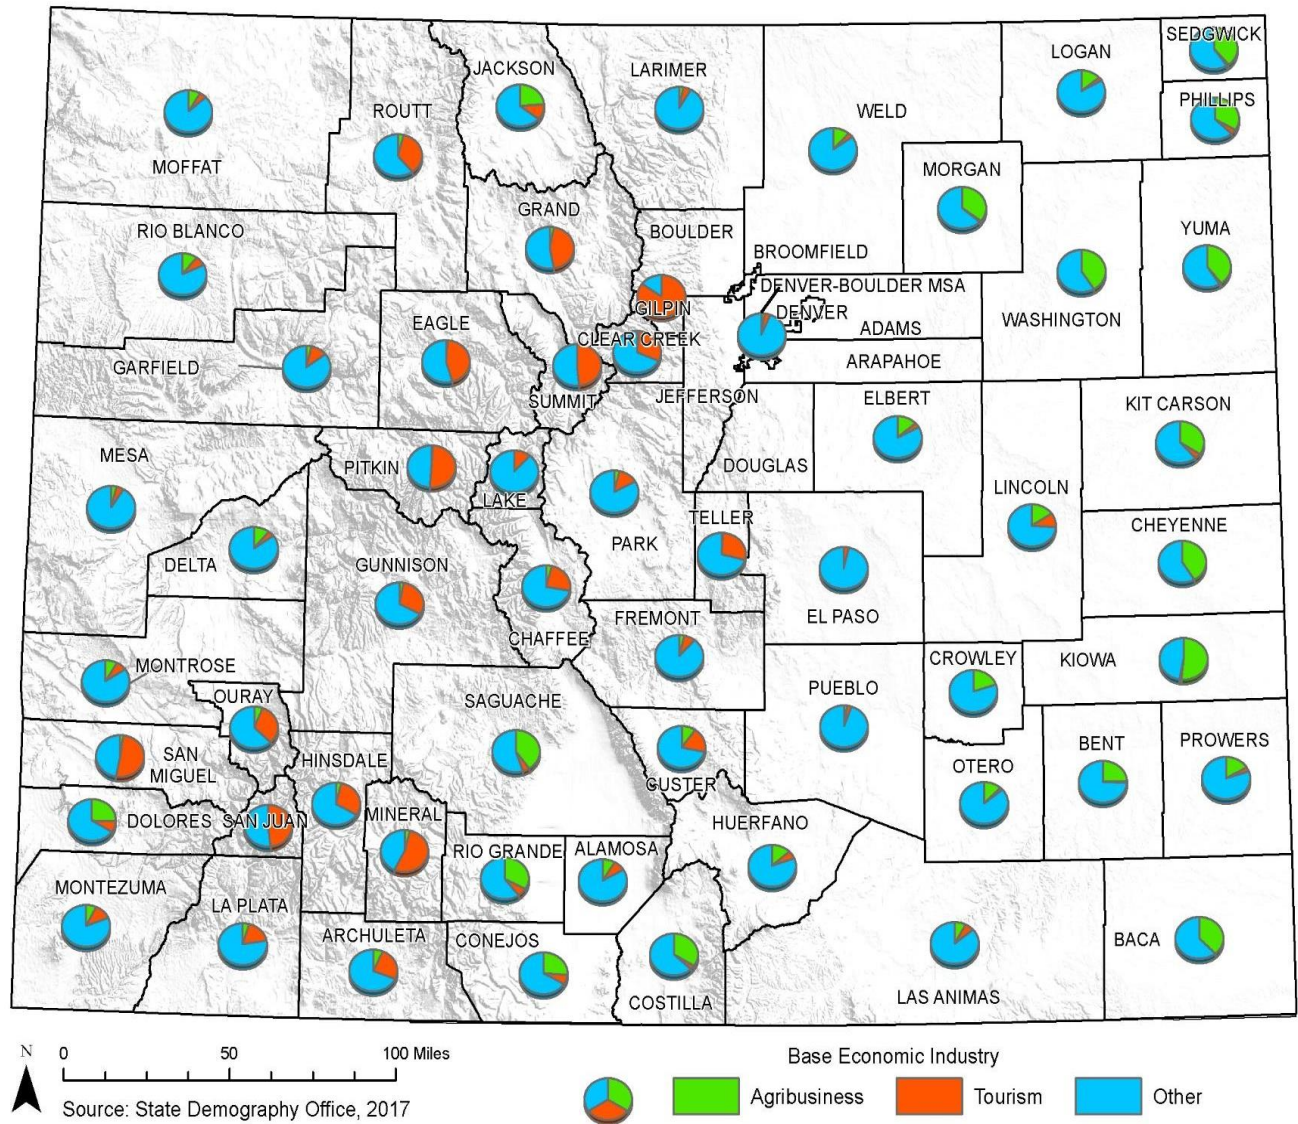 SEDGWICK
LOGAN
JACKSON
LARIMER
PHILLIPS
ROUTT
WELD
MOFFAT
MORGAN
GRAND
RIO BLANCO
BOULDER
YUMA
BROOMFIELD
DENVER-BOULDER MSA
GILPIN
DENVER
EAGLE
WASHINGTON
ADAMS
CLEAR CREEK
GARFIELD
ARAPAHOE
SUMMIT
JEFFERSON
ELBERT
KIT CARSON
MESA
PITKIN
DOUGLAS
LINCOLN
LAKE
TELLER
CHEYENNE
PARK
DELTA
GUNNISON
EL PASO
FREMONT
CHAFFEE
CROWLEY
KIOWA
MONTROSE
OURAY
PUEBLO
SAGUACHE
BENT
PROWERS
SAN
MIGUEL
HINSDALE
OTERO
CUSTER
DOLORES
SAN JUAN
MINERAL
HUERFANO
RIO GRANDE
ALAMOSA
MONTEZUMA
LA PLATA
ARCHULETA
CONEJOS
BACA
COSTILLA
LAS ANIMAS
N
0 50 100 Miles
Source: State Demography Office, 2017
Base Economic Industry
Agribusiness Tourism Other